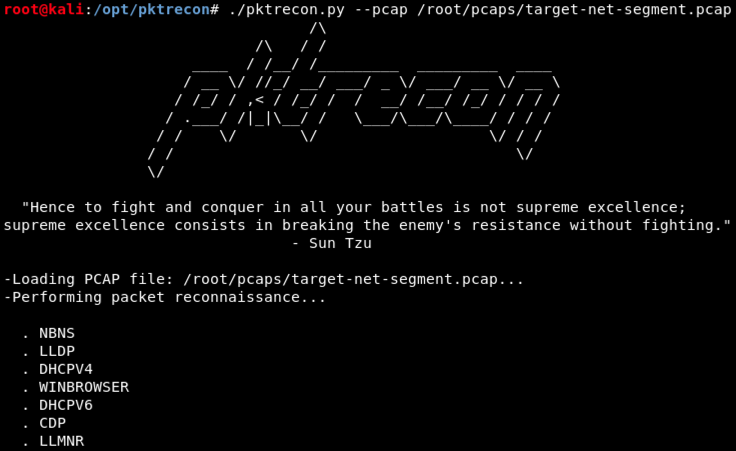 root@kali:/opt/pktrecon# ./pktrecon.py --pcap /root/pcaps/target-net-segment.pcap
pktrecon
"Hence to fight and conquer in all your battles is not supreme excellence;
supreme excellence consists in breaking the enemy's resistance without fighting."
- Sun Tzu
-Loading PCAP file: /root/pcaps/target-net-segment.pcap...
-Performing packet reconnaissance...
. NBNS
. LLDP
. DHCPV4
. WINBROWSER
. DHCPV6
. CDP
. LLMNR